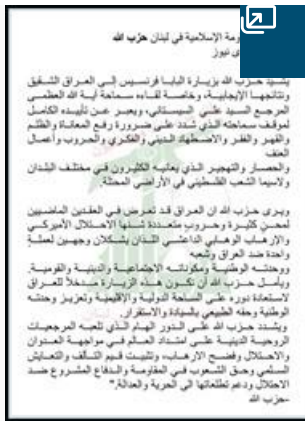 ومة الإسلامية في لبنان حزب الله
ى نيوز
يشيد حزب الله بزيارة البابا فرنسيس إلى العراق الشقيق
ونتائجها الإيجابية، وخاصة لقاءه سماحة آية الله العظمى
المرجع السيد علي السيستاني، ويعبر عن تأييده الكامل
لموقف سماحته الذي شدد على ضرورة رفع المعاناة والظلم
والقهر والفقر والاضطهاد الديني والفكري والحروب وأعمال
العنف
والحصار والتهجير الذي يعانيه الكثيرون في مختلف البلدان
ولاسيما الشعب الفلسطيني في الأراضي المحتلة.
ويرى حزب الله ان العراق قد تعرض في العقدين الماضيين
لمحن كثيرة وحروب متعددة شنها الاحتلال الأميركي
والارهاب الوهابي الداعشي اللذان يشكلان وجهين لعملة
واحدة ضد العراق وشعبه
ووحدته الوطنية ومكوناته الاجتماعية والدينية والقومية.
ويأمل حزب الله أن تكون هذه الزيارة مدخلا للعراق
لاستعادة دوره على الساحة الدولية والإقليمية وتعزيز وحدته
الوطنية وحقه الطبيعي بالسيادة والاستقرار.
ويشدد حزب الله على الدور الهام الذي تلعبه المرجعيات
الروحية الدينية على امتداد العالم في مواجهة العدوان
والاحتلال وفضح الارهاب، وتثبيت قيم التآلف والتعايش
السلمي وحق الشعوب في المقاومة والدفاع المشروع ضد
الاحتلال ودعم تطلعاتها الى الحرية والعدالة."
-حزب الله